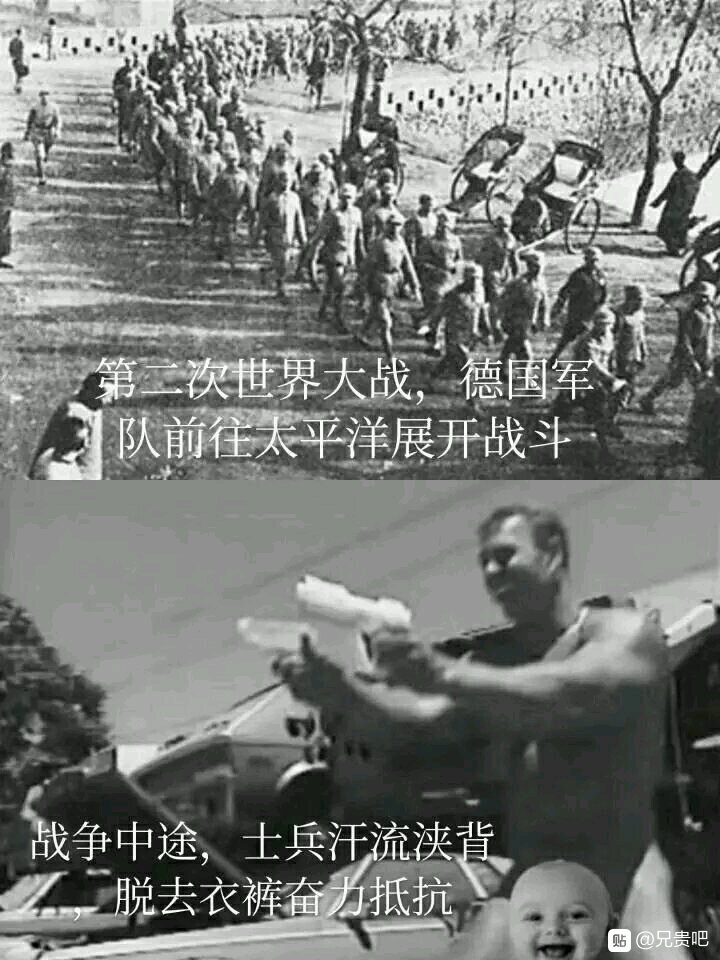 第二次世界大战，德国军
队前往太平洋展开战斗
战争中途，士兵汗流浃背
，脱去衣裤奋力抵抗
贴 @兄贵吧